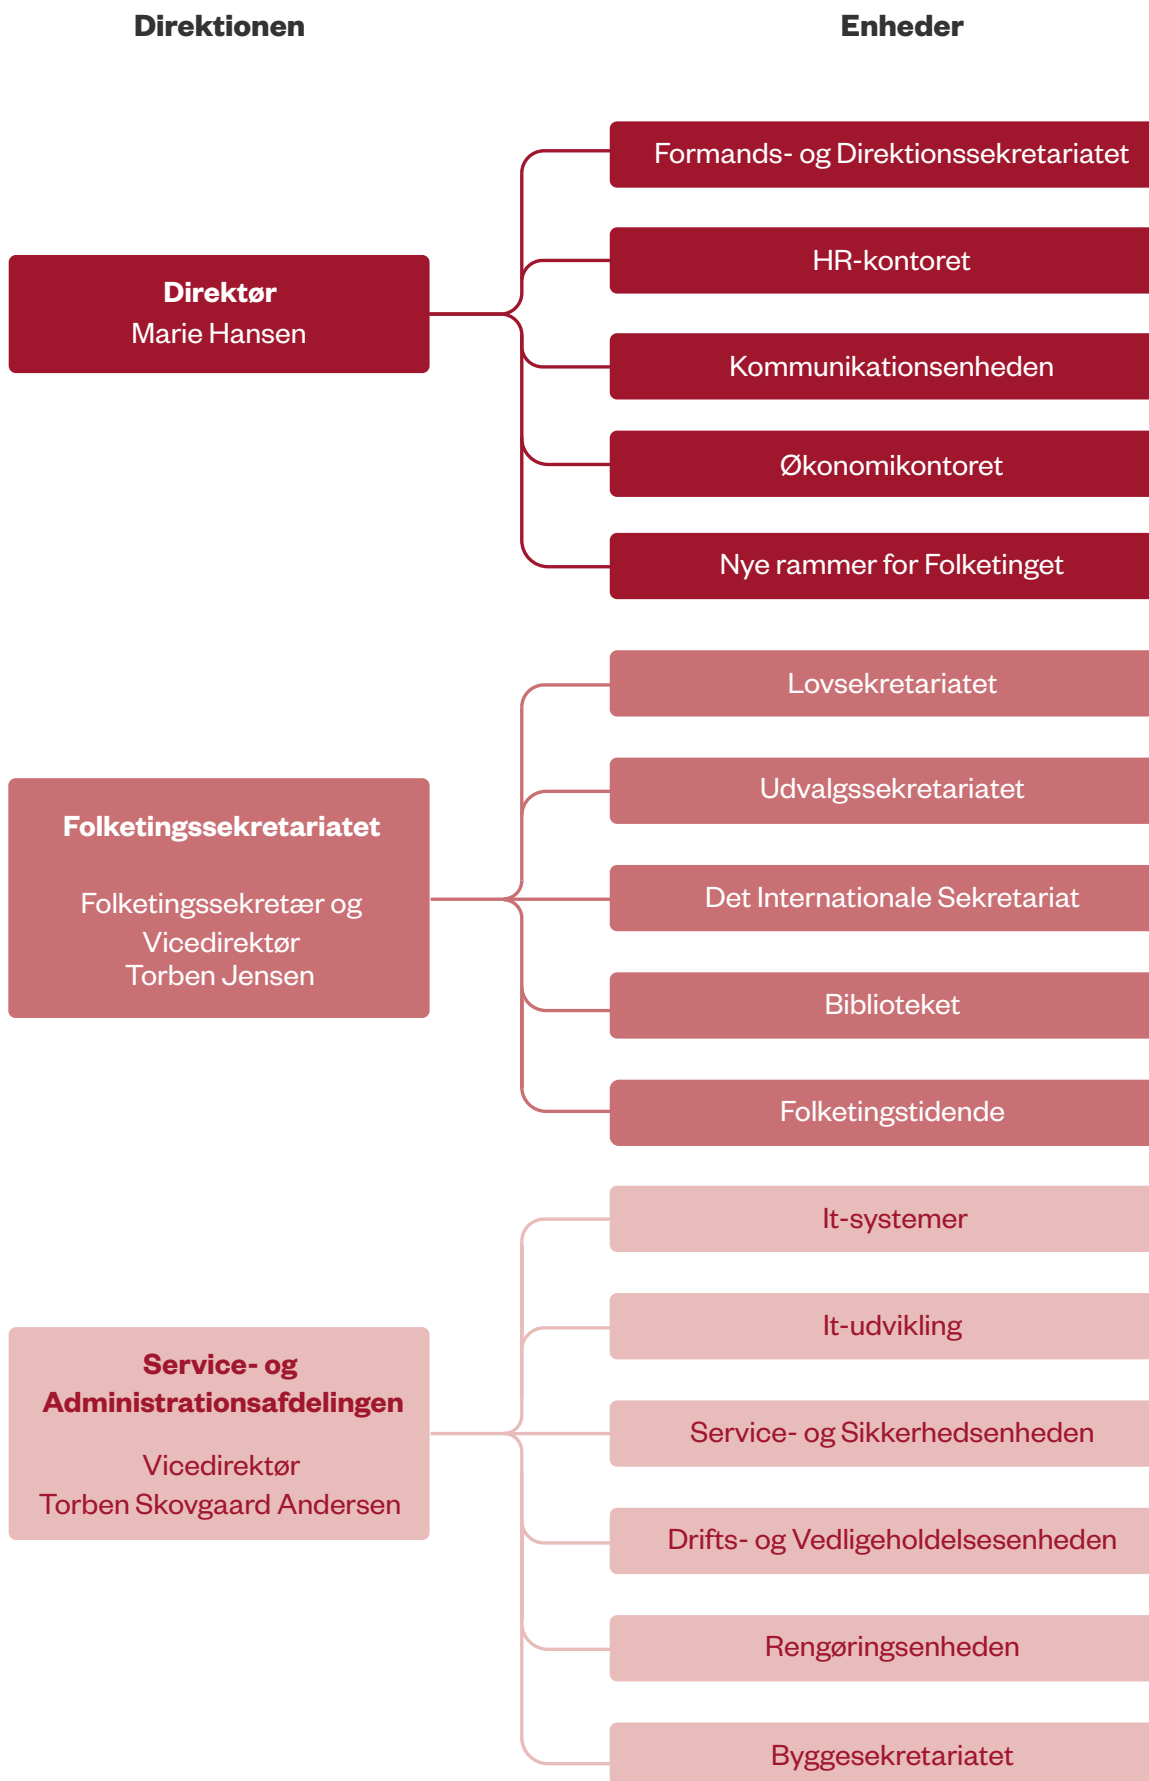 Direktionen
Enheder
Direktør
Marie Hansen
Formands- og Direktionssekretariatet
HR-kontoret
Kommunikationsenheden
Økonomikontoret
Nye rammer for Folketinget
Folketingssekretariatet
Folketingssekretær og
Vicedirektør
Torben Jensen
Lovsekretariatet
Udvalgssekretariatet
Det Internationale Sekretariat
Biblioteket
Folketingstidende
Service- og
Administrationsafdelingen
Vicedirektør
Torben Skovgaard Andersen
It-systemer
It-udvikling
Service- og Sikkerhedsenheden
Drifts- og Vedligeholdelsesenheden
Rengøringsenheden
Byggesekretariatet